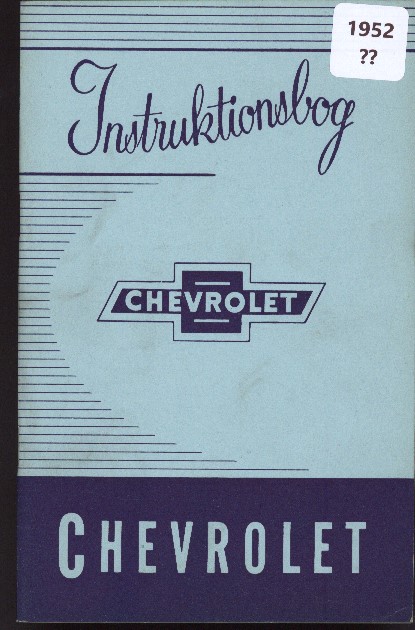 1952
??
Instruktionsbog
CHEVROLET
CHEVROLET